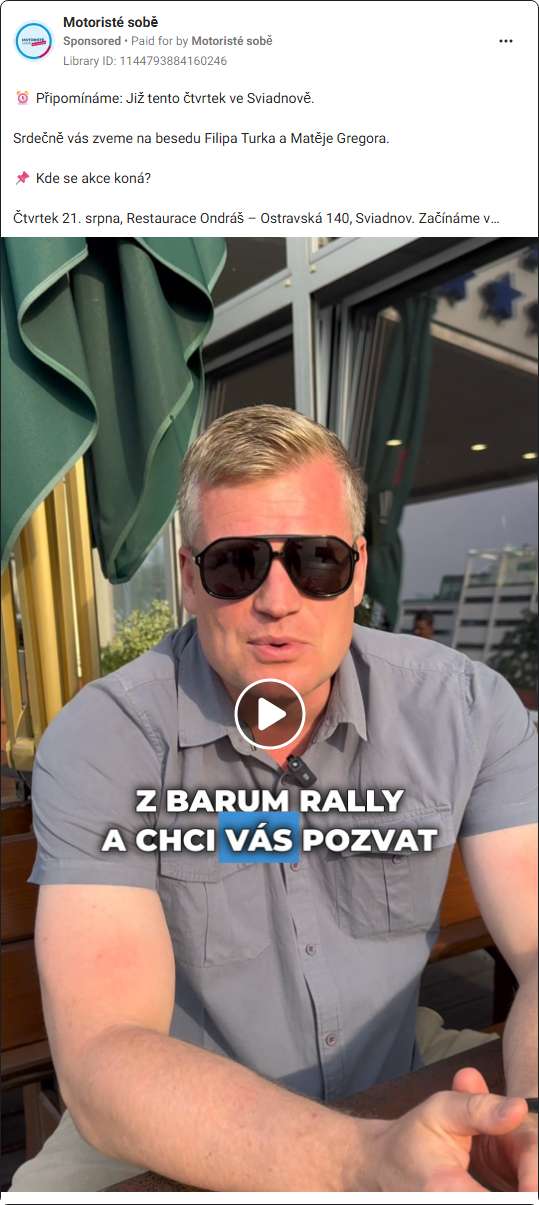 Motoristé sobě
Sponsored • Paid for by Motoristé sobě
Library ID: 1144793884160246
⏰ Připomínáme: Již tento čtvrtek ve Sviadnově.
Srdečně vás zveme na besedu Filipa Turka a Matěje Gregora.
📌 Kde se akce koná?
Čtvrtek 21. srpna, Restaurace Ondráš – Ostravská 140, Sviadnov. Začínáme v...
Z BARUM RALLY
A CHCI VÁS POZVAT